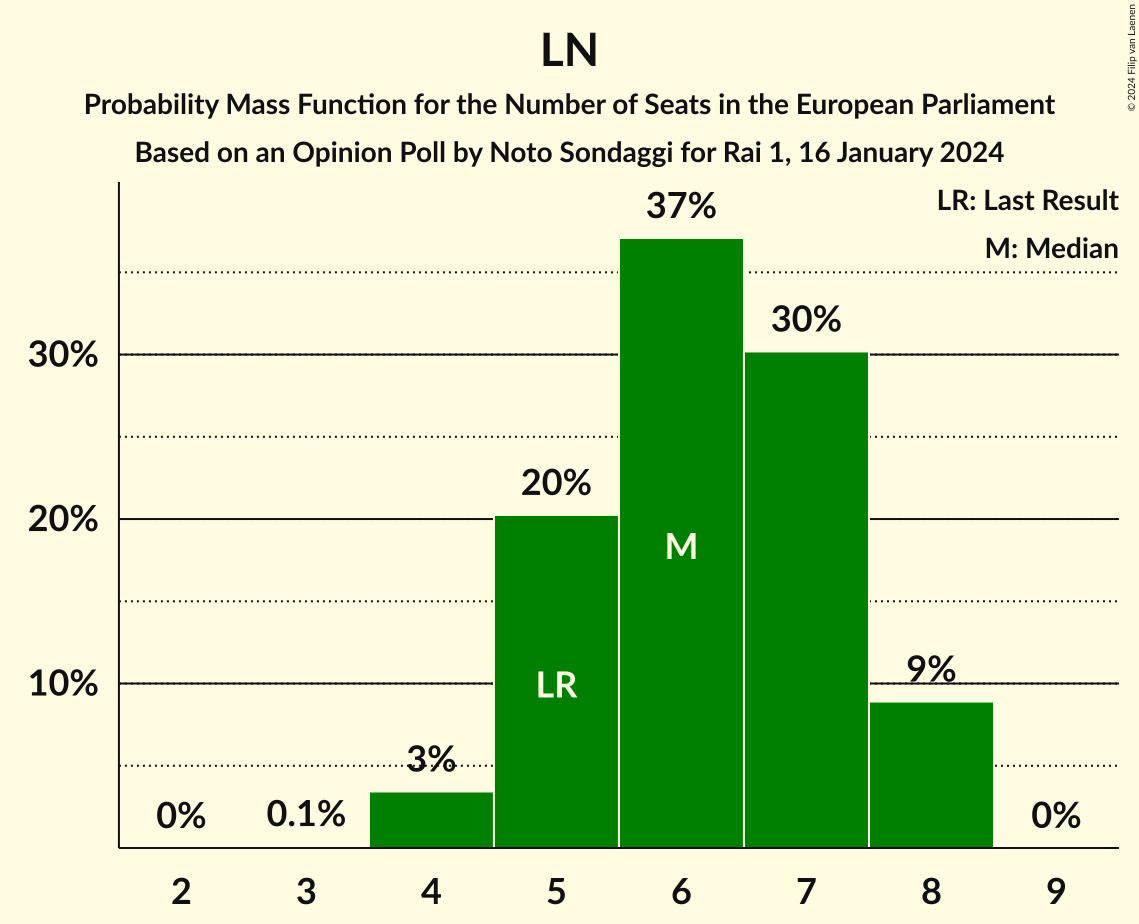 LN
Probability Mass Function for the Number of Seats in the European Parliament
Based on an Opinion Poll by Noto Sondaggi for Rai 1, 16 January 2024
© 2024 Filip van Laenen
LR: Last Result
M: Median
37%
30%
20%
9%
3%
0%
0.1%
0%
M
LR
30%
20%
10%
2 3 4 5 6 7 8 9